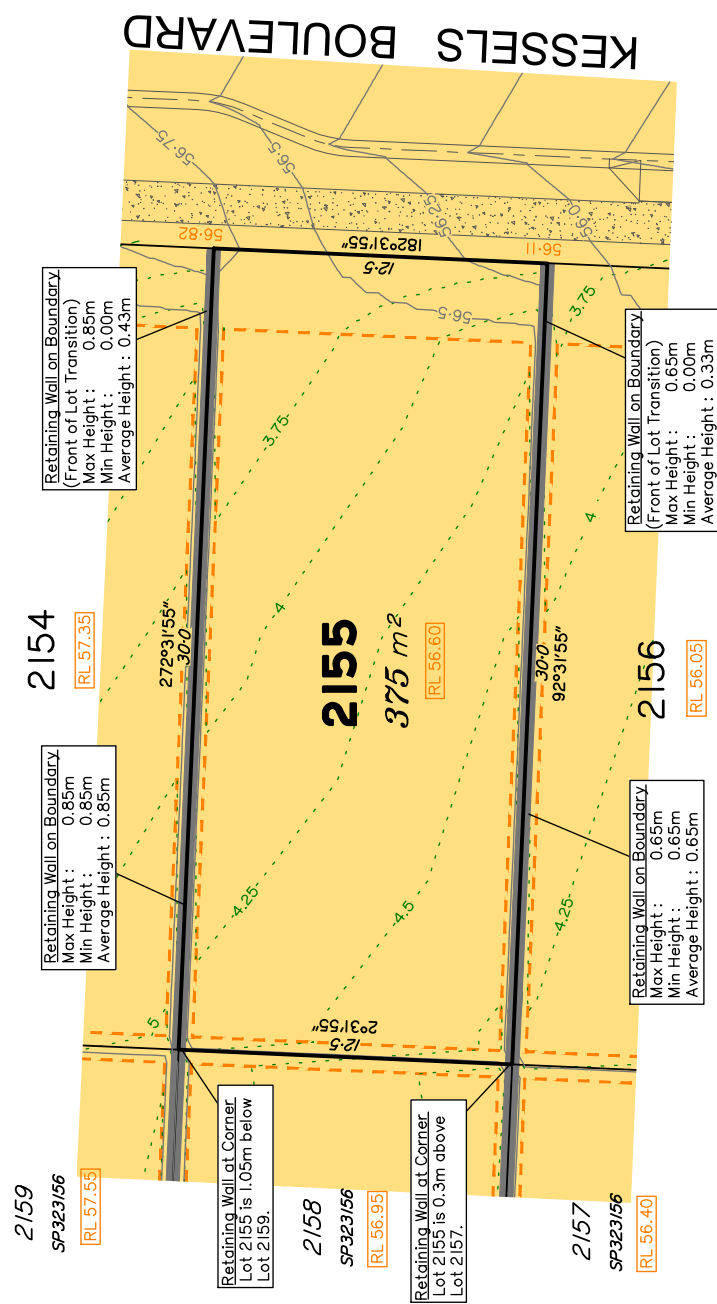 KESSELS BOULEVARD
56·75
56·5
56·25
56·0
56·82
182°31'55"
12·5
56·11
56·5
3.75
Retaining Wall on Boundary
(Front of Lot Transition)
Max Height : 0.85m
Min Height : 0.00m
Average Height : 0.43m
Retaining Wall on Boundary
(Front of Lot Transition)
Max Height : 0.65m
Min Height : 0.00m
Average Height : 0.33m
3.75
4
4
2154
RL 57.35
272°31'55"
30·0
2155
375 m²
RL 56.60
30·0
92°31'55"
2156
RL 56.05
Retaining Wall on Boundary
Max Height : 0.85m
Min Height : 0.85m
Average Height : 0.85m
Retaining Wall on Boundary
Max Height : 0.65m
Min Height : 0.65m
Average Height : 0.65m
4.25
4.5
4.25
5
2°31'55"
12·5
Retaining Wall at Corner
Lot 2155 is 1.05m below
Lot 2159.
Retaining Wall at Corner
Lot 2155 is 0.3m above
Lot 2157.
2159
SP323156
RL 57.55
2158
SP323156
RL 56.95
2157
SP323156
RL 56.40